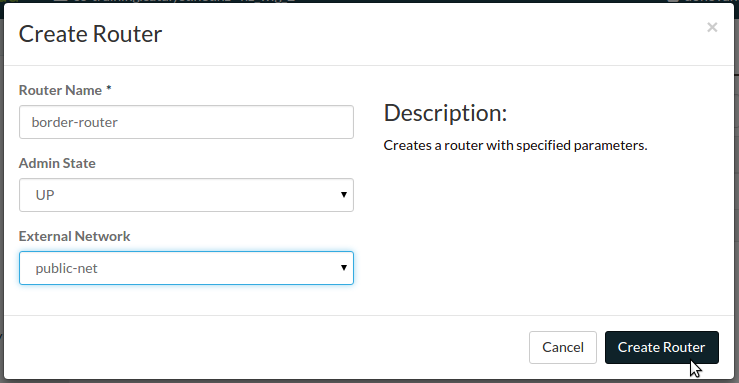 Create Router
×
Router Name *
border-router
Description:
Creates a router with specified parameters.
Admin State
UP
External Network
public-net
Cancel
Create Router